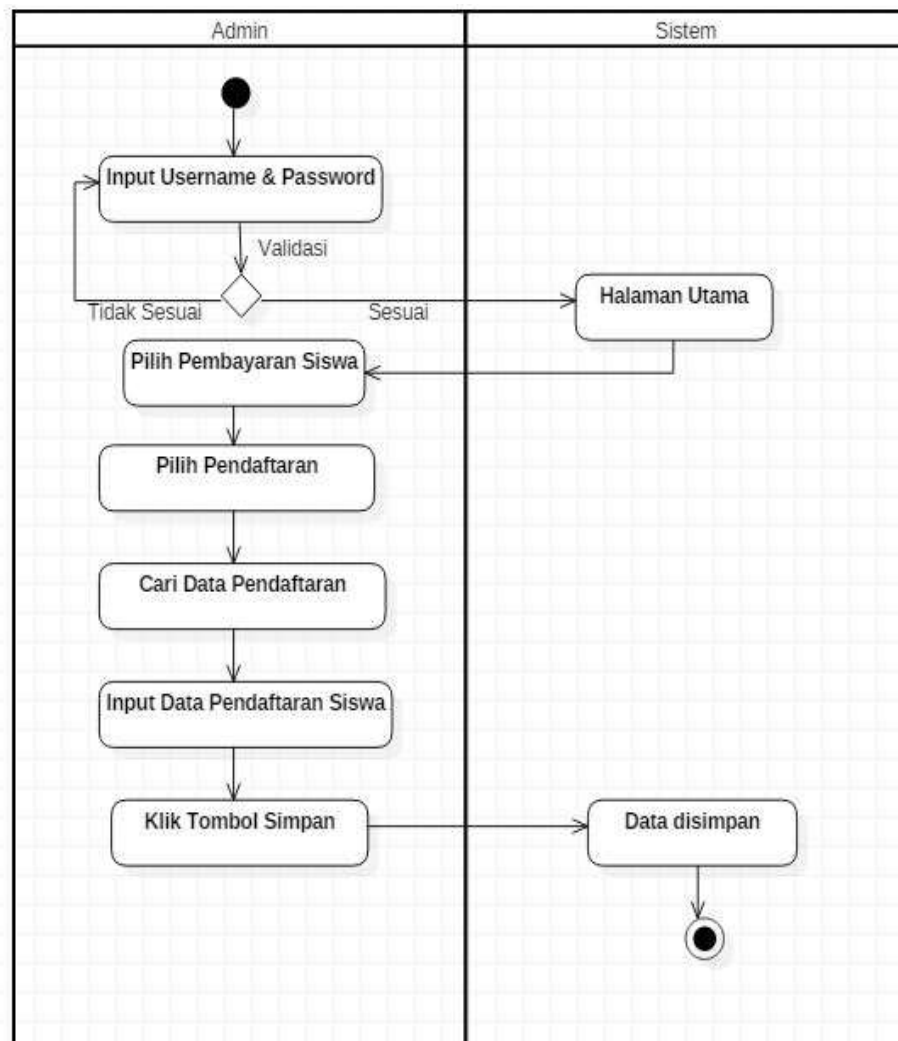 Admin
Sistem
Input Username & Password
Validasi
Tidak Sesuai
Sesuai
Halaman Utama
Pilih Pembayaran Siswa
Pilih Pendaftaran
Cari Data Pendaftaran
Input Data Pendaftaran Siswa
Klik Tombol Simpan
Data disimpan